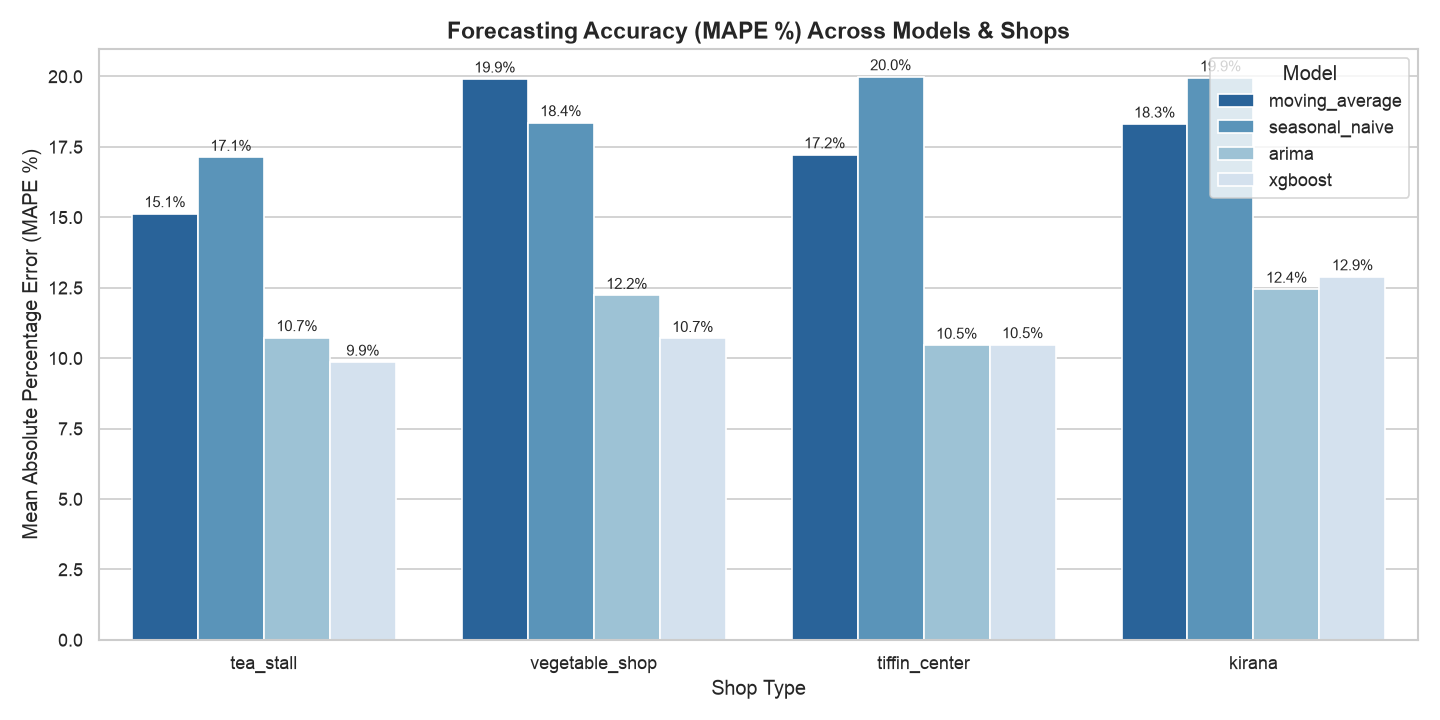 Forecasting Accuracy (MAPE %) Across Models & Shops
Mean Absolute Percentage Error (MAPE %)
20.0
17.5
15.0
12.5
10.0
7.5
5.0
2.5
0.0
15.1%
17.1%
10.7%
9.9%
19.9%
18.4%
12.2%
10.7%
17.2%
20.0%
10.5%
10.5%
18.3%
19.9%
12.4%
12.9%
Model
moving_average
seasonal_naive
arima
xgboost
tea_stall
vegetable_shop
tiffin_center
kirana
Shop Type